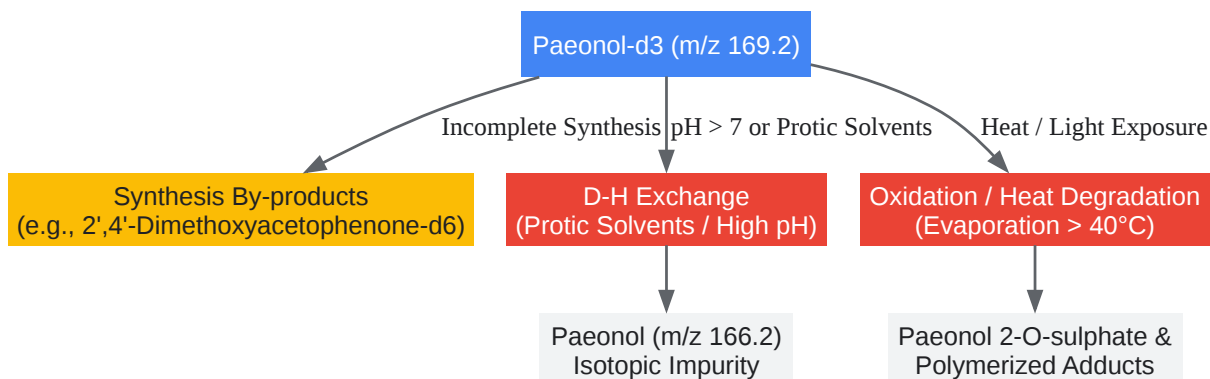 Paeonol-d3 (m/z 169.2)
Incomplete Synthesis
pH > 7 or Protic Solvents
Heat / Light Exposure
Synthesis By-products
(e.g., 2',4'-Dimethoxyacetophenone-d6)
D-H Exchange
(Protic Solvents / High pH)
Oxidation / Heat Degradation
(Evaporation > 40°C)
Paeonol (m/z 166.2)
Isotopic Impurity
Paeonol 2-O-sulphate &
Polymerized Adducts